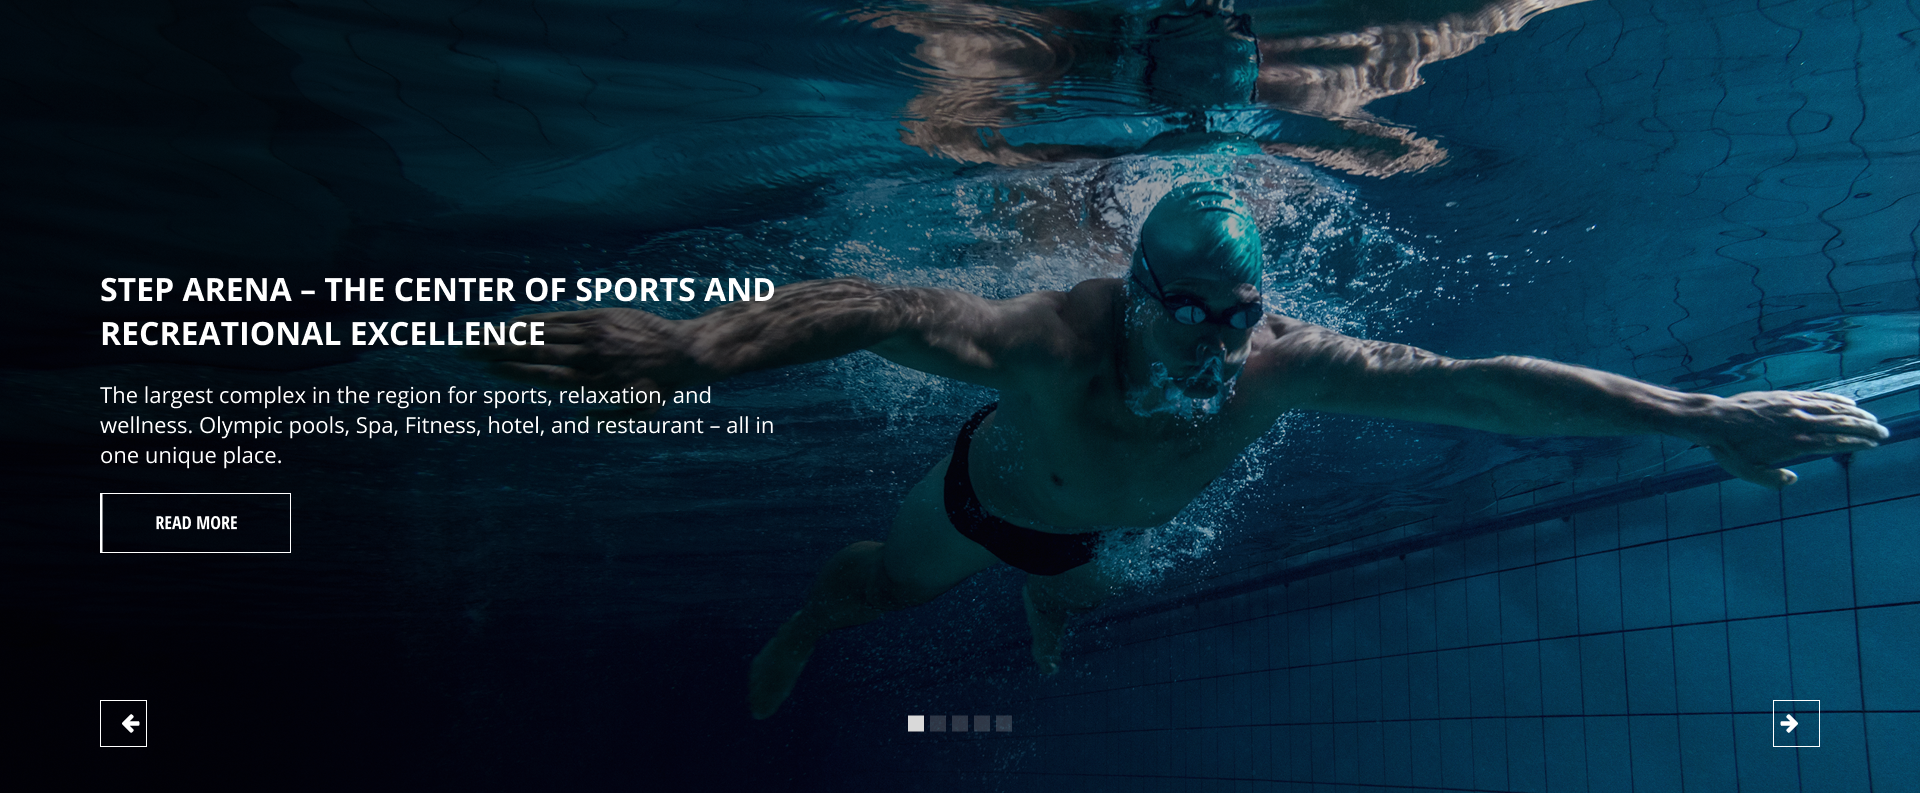 STEP ARENA – THE CENTER OF SPORTS AND
RECREATIONAL EXCELLENCE
The largest complex in the region for sports, relaxation, and
wellness. Olympic pools, Spa, Fitness, hotel, and restaurant – all in
one unique place.
READ MORE